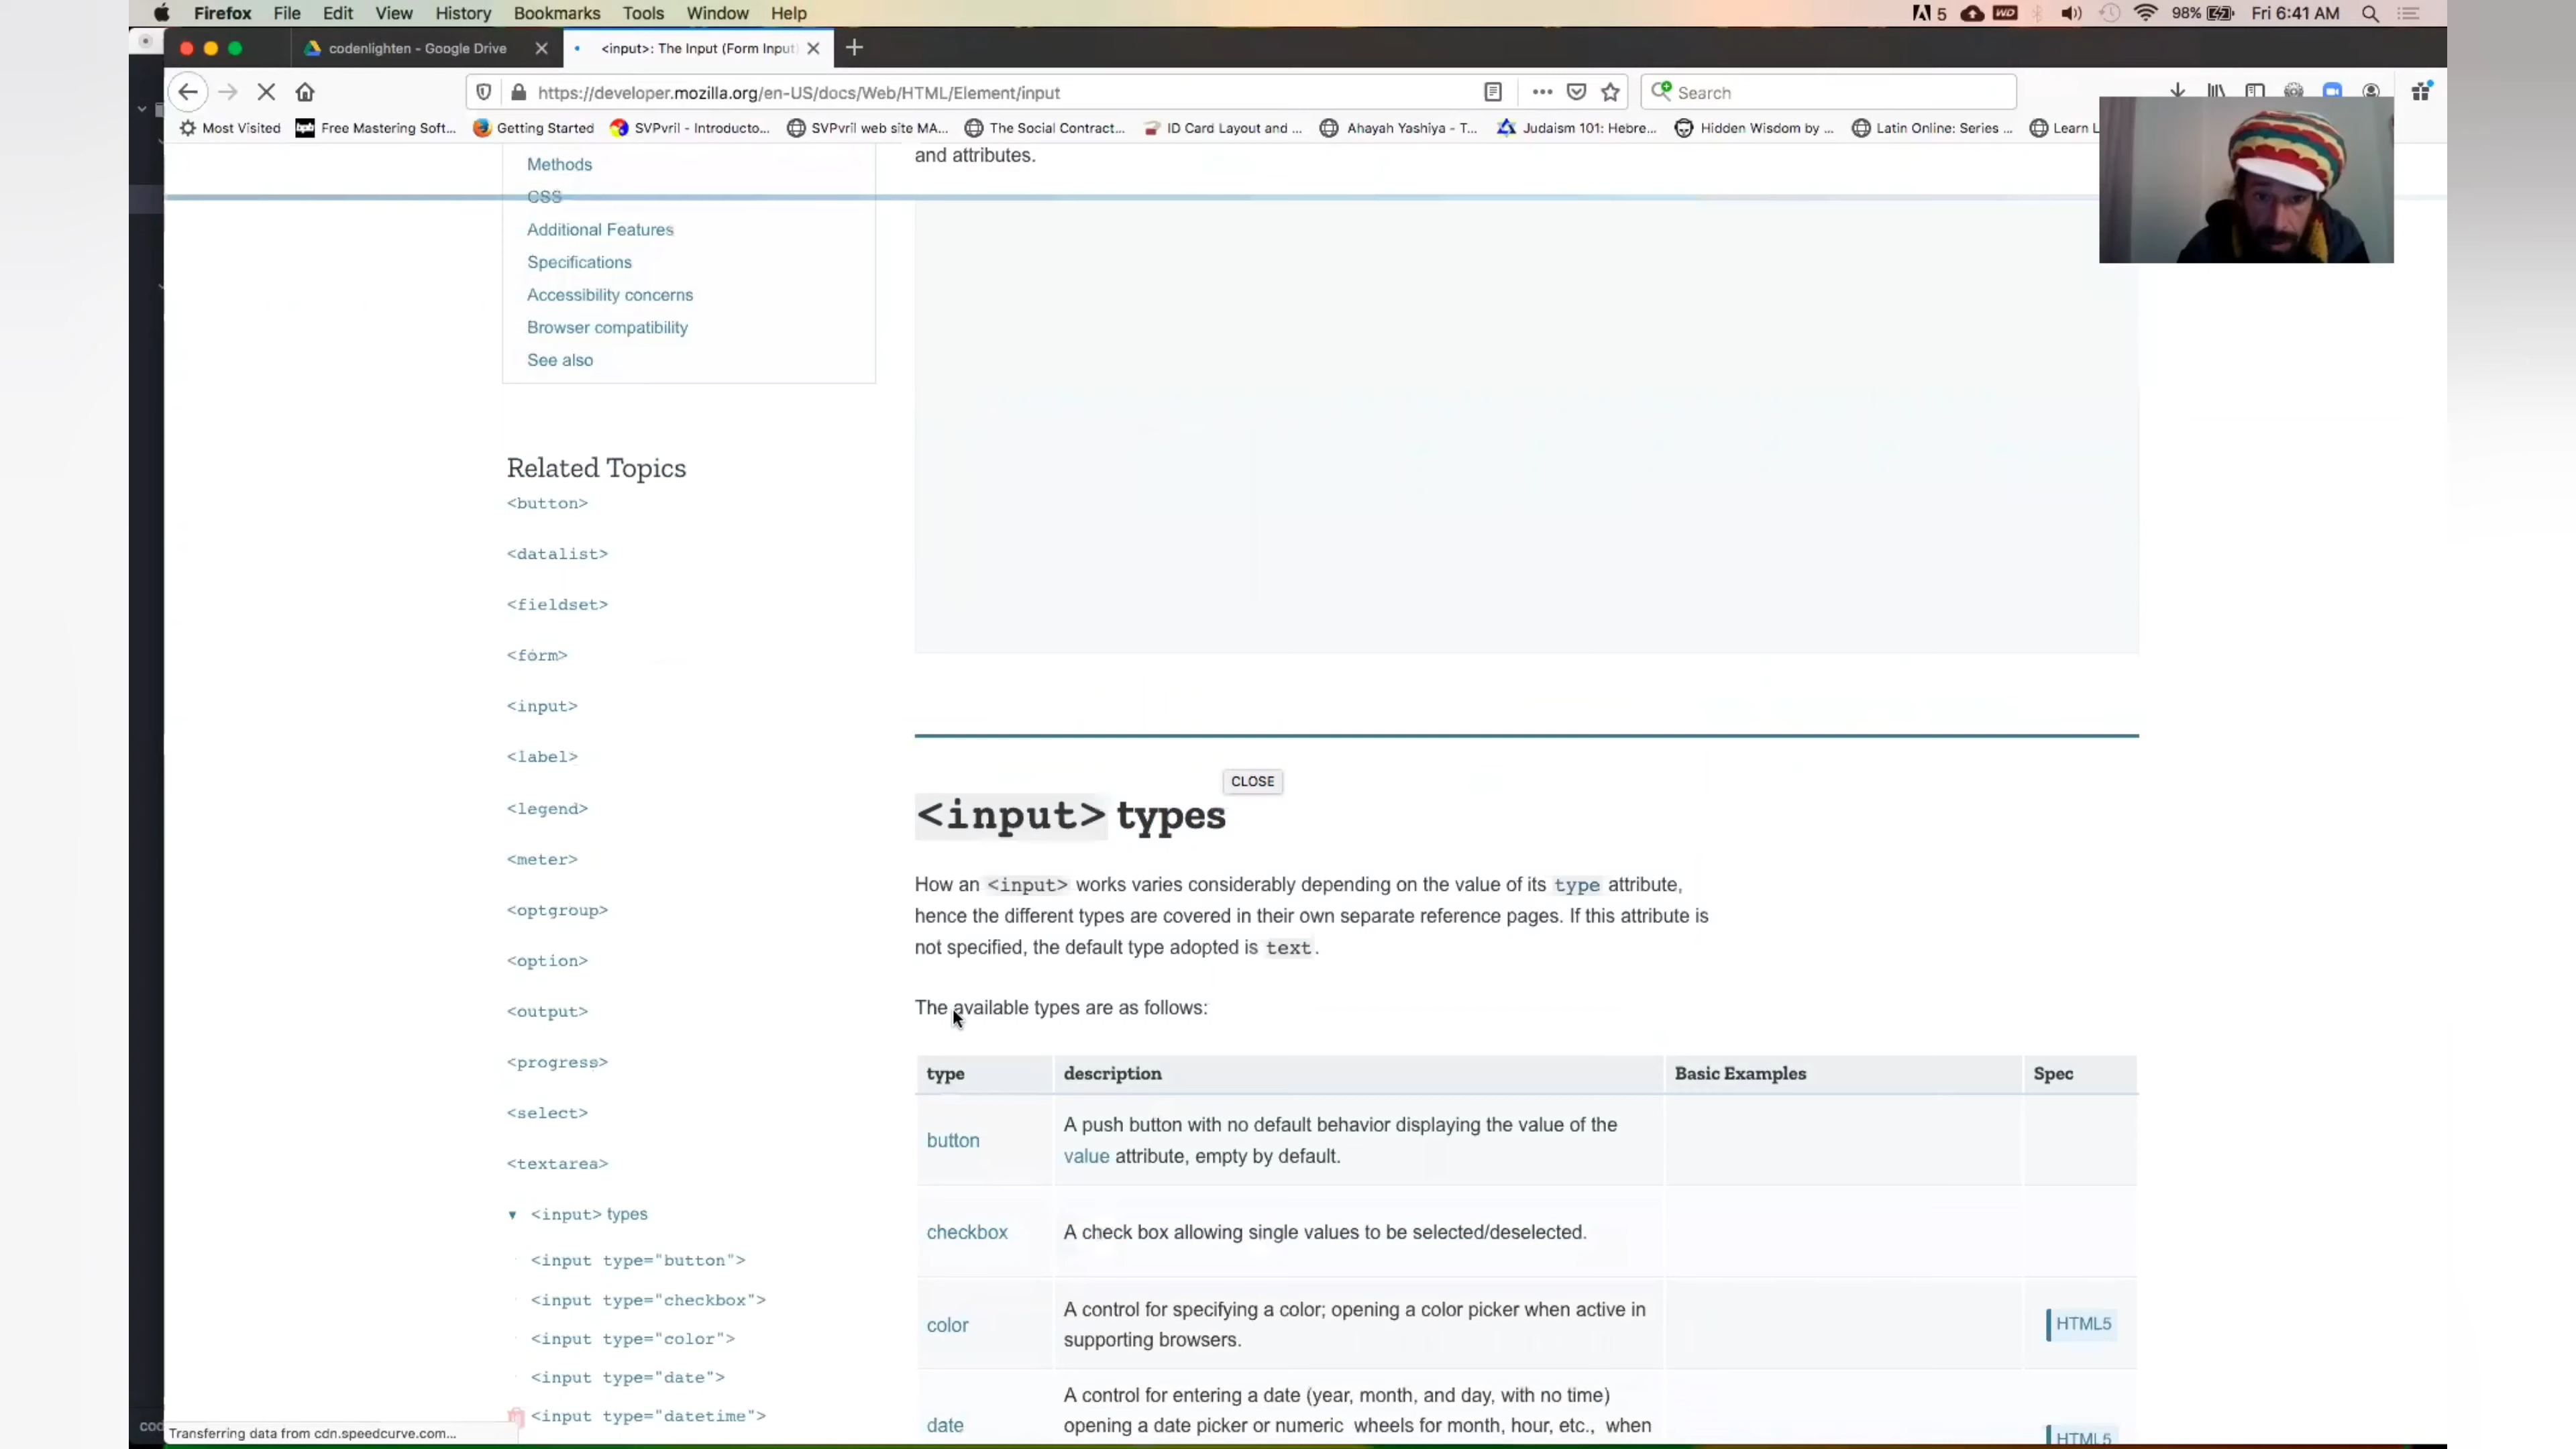 Firefox File Edit View History Bookmarks Tools Window Help
5 WD 98% Fri 6:41 AM
codenlighten - Google Drive
<input>: The Input (Form Input
https://developer.mozilla.org/en-US/docs/Web/HTML/Element/input
Search
Most Visited
Free Mastering Soft...
Getting Started
SVPvril - Introducto...
SVPvril web site MA...
The Social Contract...
ID Card Layout and ...
Ahayah Yashiya - T...
Judaism 101: Hebre...
Hidden Wisdom by ...
Latin Online: Series ...
Learn L
Methods
CSS
Additional Features
Specifications
Accessibility concerns
Browser compatibility
See also
Related Topics
<button>
<datalist>
<fieldset>
<form>
<input>
<label>
<legend>
<meter>
<optgroup>
<option>
<output>
<progress>
<select>
<textarea>
<input> types
<input type="button">
<input type="checkbox">
<input type="color">
<input type="date">
<input type="datetime">
cod
Transferring data from cdn.speedcurve.com...
and attributes.
CLOSE
<input> types
How an <input> works varies considerably depending on the value of its type attribute,
hence the different types are covered in their own separate reference pages. If this attribute is
not specified, the default type adopted is text.
The available types are as follows:
type description Basic Examples Spec
button
A push button with no default behavior displaying the value of the
value attribute, empty by default.
checkbox
A check box allowing single values to be selected/deselected.
color
A control for specifying a color; opening a color picker when active in
supporting browsers.
HTML5
date
A control for entering a date (year, month, and day, with no time)
opening a date picker or numeric wheels for month, hour, etc., when
HTML5